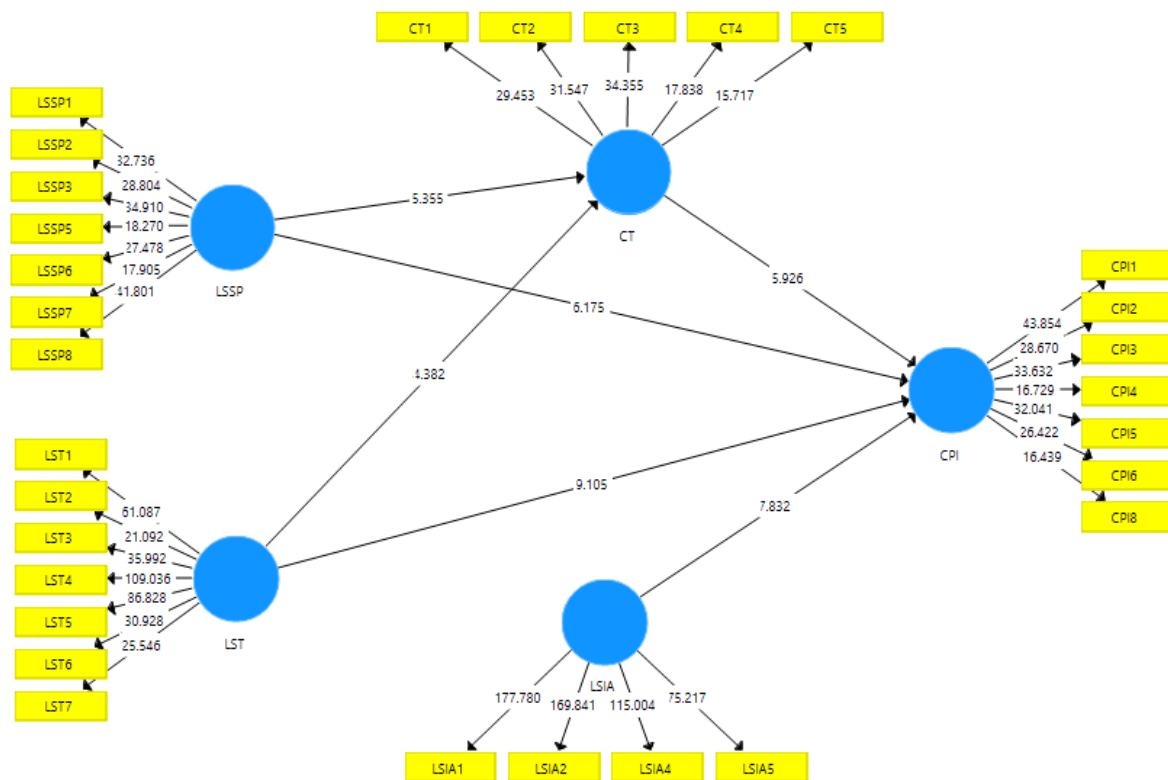 CT1 CT2 CT3 CT4 CT5
29.453 31.547 34.355 17.838 15.717
CT
LSSP1
LSSP2
LSSP3
LSSP5
LSSP6
LSSP7
LSSP8
32.736
28.804
34.910
18.270
27.478
17.905
41.801
LSSP
5.355
6.175
4.382
5.926
9.105
7.832
CPI1
CPI2
CPI3
CPI4
CPI5
CPI6
CPI8
43.854
28.670
33.632
16.729
32.041
26.422
16.439
CPI
LST1
LST2
LST3
LST4
LST5
LST6
LST7
61.087
21.092
35.992
109.036
86.828
30.928
25.546
LST
LSIA
177.780 169.841 115.004 75.217
LSIA1 LSIA2 LSIA4 LSIA5